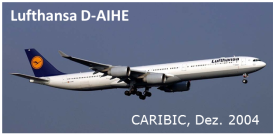 Lufthansa D-AIHE
Lufthansa
CARIBIC, Dez. 2004